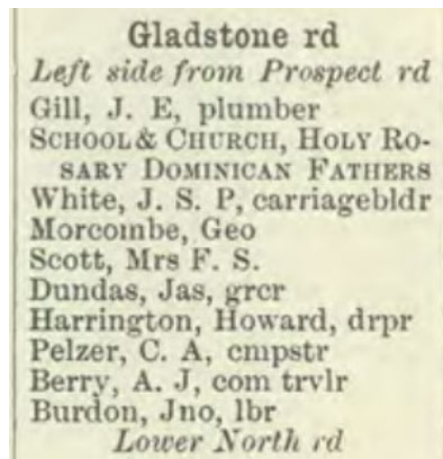 Gladstone rd
Left side from Prospect rd
Gill, J. E, plumber
SCHOOL & CHURCH, HOLY RO-
SARY DOMINICAN FATHERS
White, J. S. P, carriagebldr
Morcombe, Geo
Scott, Mrs F. S.
Dundas, Jas, grcr
Harrington, Howard, drpr
Pelzer, C. A, cmpstr
Berry, A. J, com trvlr
Burdon, Jno, lbr
Lower North rd